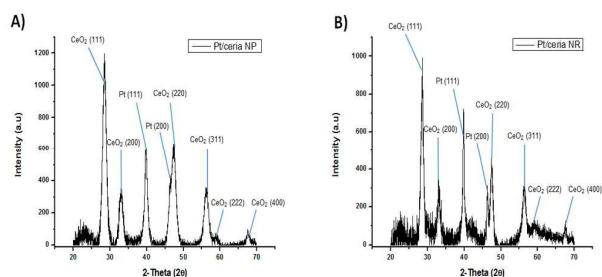 A)
Pt/ceria NP
CeO2 (111)
Pt (111)
CeO2 (220)
Pt (200)
CeO2 (200)
CeO2 (311)
CeO2 (222)
CeO2 (400)
Intensity (a.u)
1200
1000
800
600
400
200
0
20 30 40 50 60 70
2-Theta (2θ)
B)
Pt/ceria NR
CeO2 (111)
Pt (111)
CeO2 (220)
CeO2 (200)
Pt (200)
CeO2 (311)
CeO2 (222)
CeO2 (400)
Intensity (a.u)
1000
800
600
400
200
0
20 30 40 50 60 70
2-Theta (2θ)